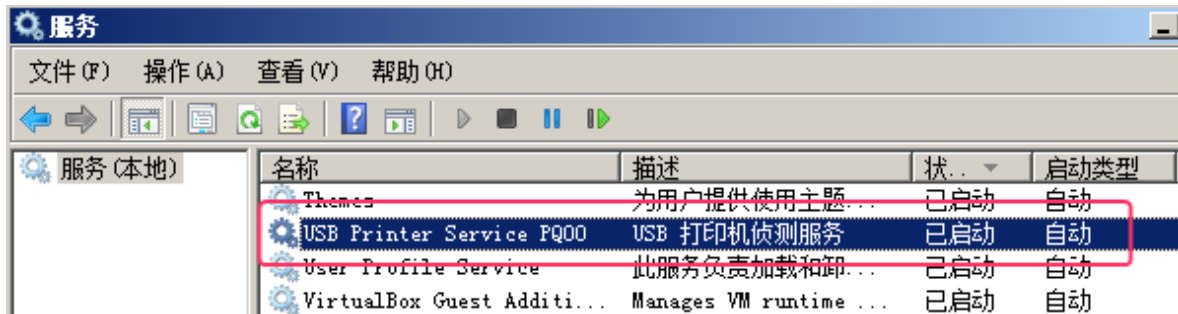 服务
文件(F) 操作(A) 查看(V) 帮助(H)
服务(本地)
名称 描述 状.. 启动类型
Themes 为用户提供使用主题... 已启动 自动
USB Printer Service PQOO USB 打印机侦测服务 已启动 自动
User Profile Service 此服务负责加载和卸... 已启动 自动
VirtualBox Guest Additi... Manages VM runtime ... 已启动 自动